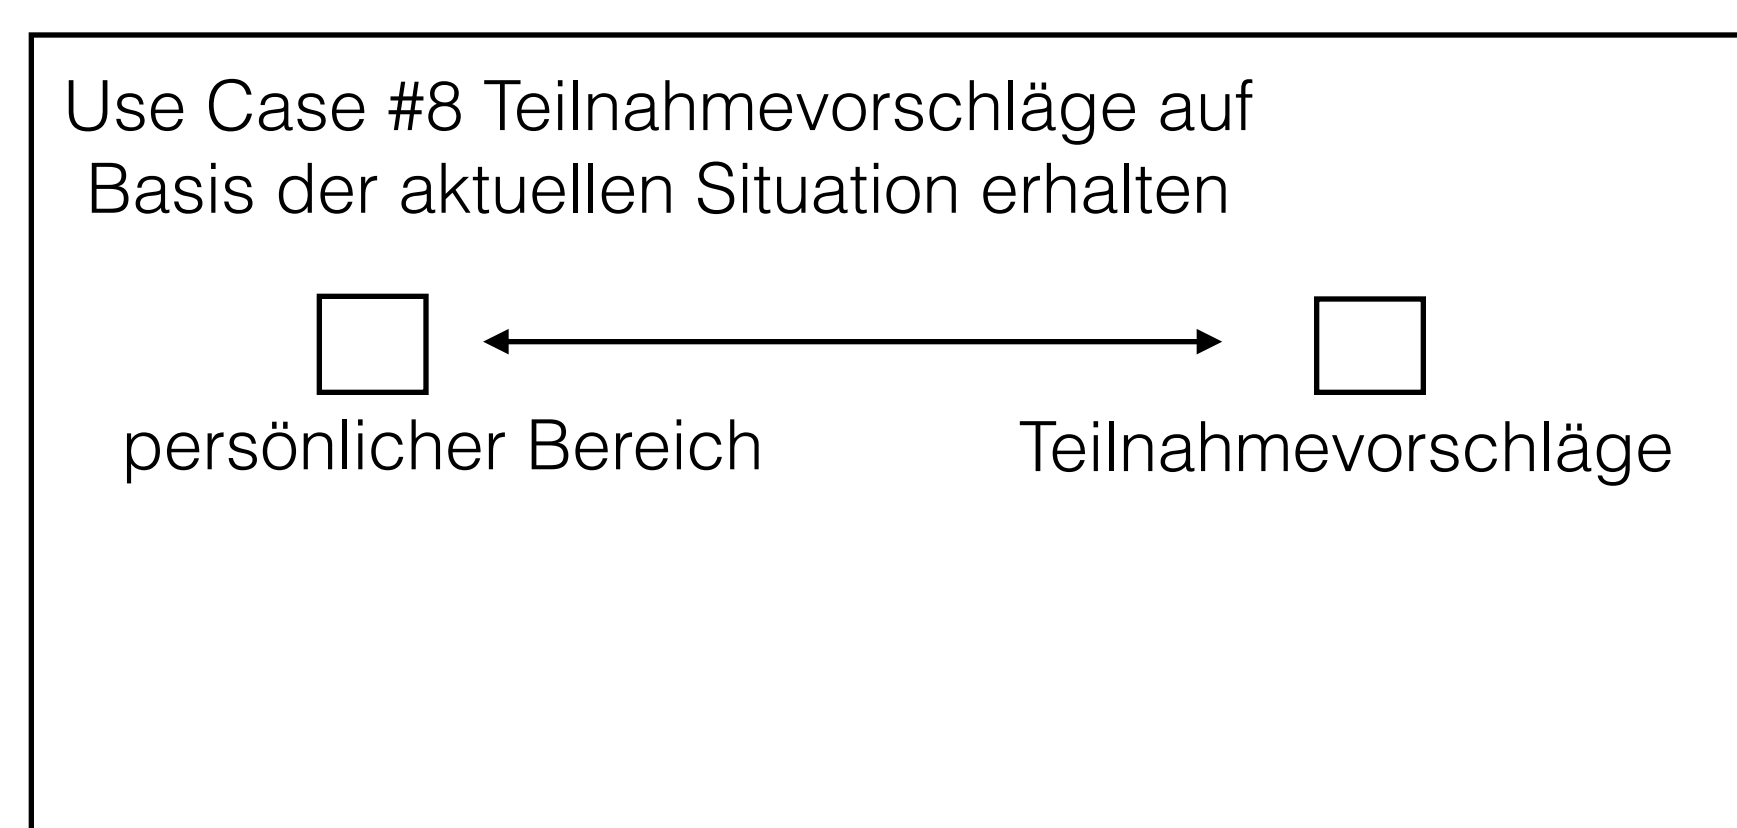 Use Case #8 Teilnahmevorschläge auf
Basis der aktuellen Situation erhalten
persönlicher Bereich
Teilnahmevorschläge